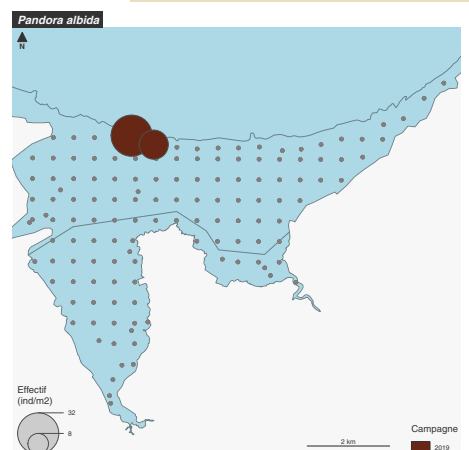 Pandora albida
N
Effectif
(ind/m2)
32
8
2 km
Campagne
2019